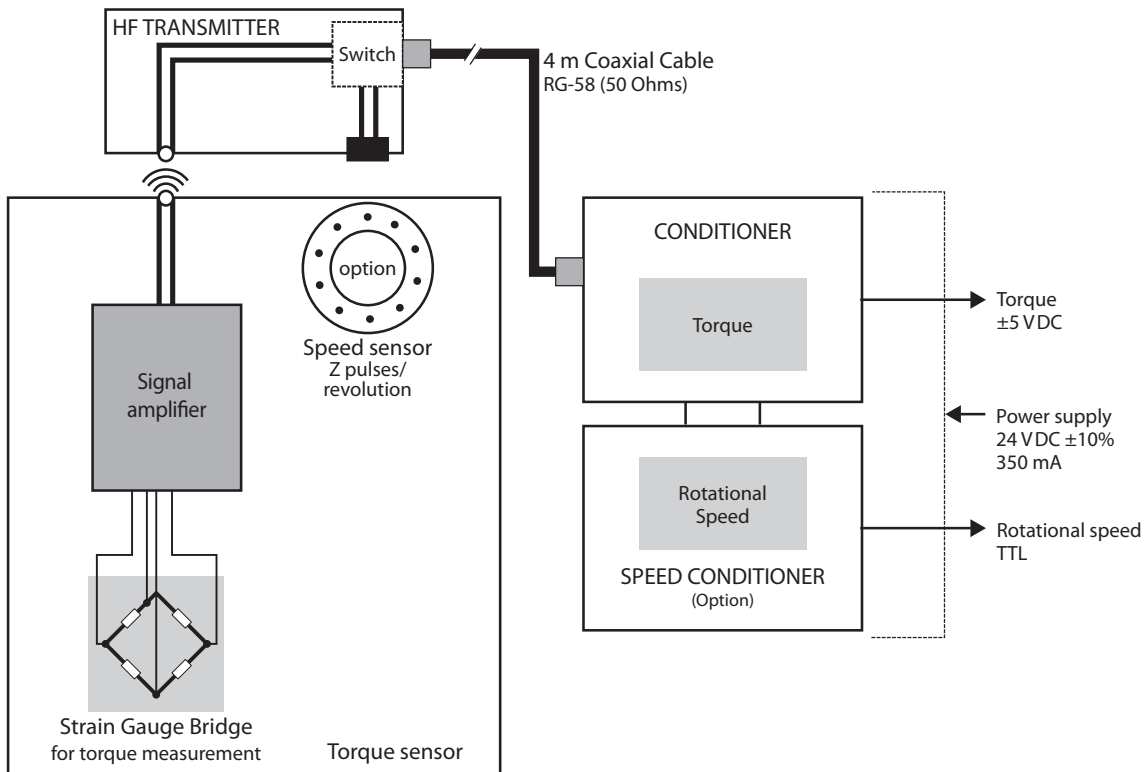 HF TRANSMITTER
Switch
4 m Coaxial Cable
RG-58 (50 Ohms)
option
Speed sensor
Z pulses/
revolution
Signal
amplifier
Strain Gauge Bridge
for torque measurement
Torque sensor
CONDITIONER
Torque
Rotational
Speed
SPEED CONDITIONER
(Option)
Torque
±5 VDC
Power supply
24 VDC ±10%
350 mA
Rotational speed
TTL